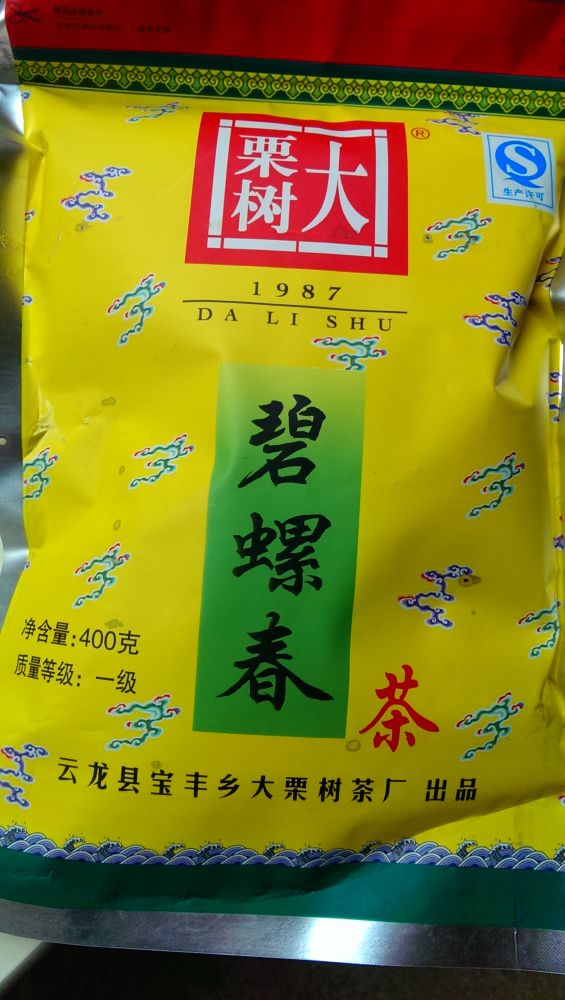 大栗树
®
生产许可
1987
DA LI SHU
碧螺春
茶
净含量:400克
质量等级: 一级
云龙县宝丰乡大栗树茶厂 出品